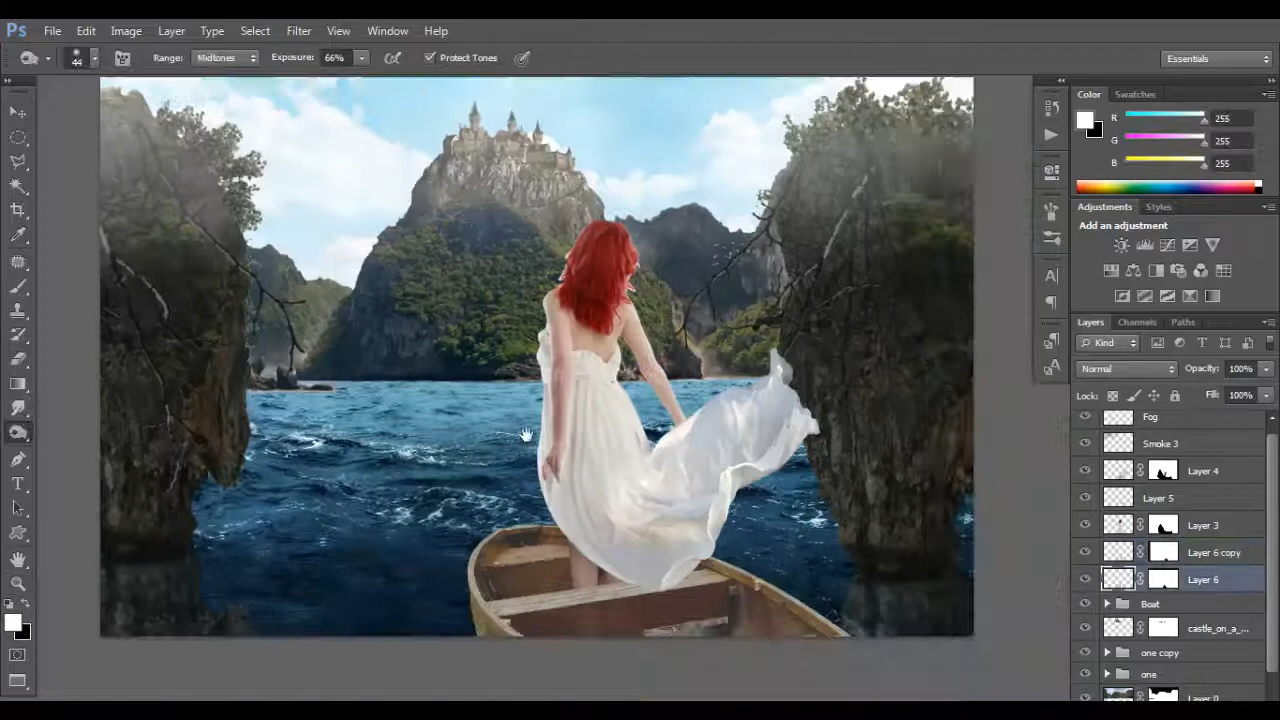 Ps File Edit Image Layer Type Select Filter View Window Help
44 Range: Midtones Exposure: 66% Protect Tones Essentials
Color Swatches
R 255
G 255
B 255
Adjustments Styles
Add an adjustment
Layers Channels Paths
Kind
Normal Opacity: 100%
Lock: Fill: 100%
Fog
Smoke 3
Layer 4
Layer 5
Layer 3
Layer 6 copy
Layer 6
Boat
castle_on_a_...
one copy
one
Layer 0